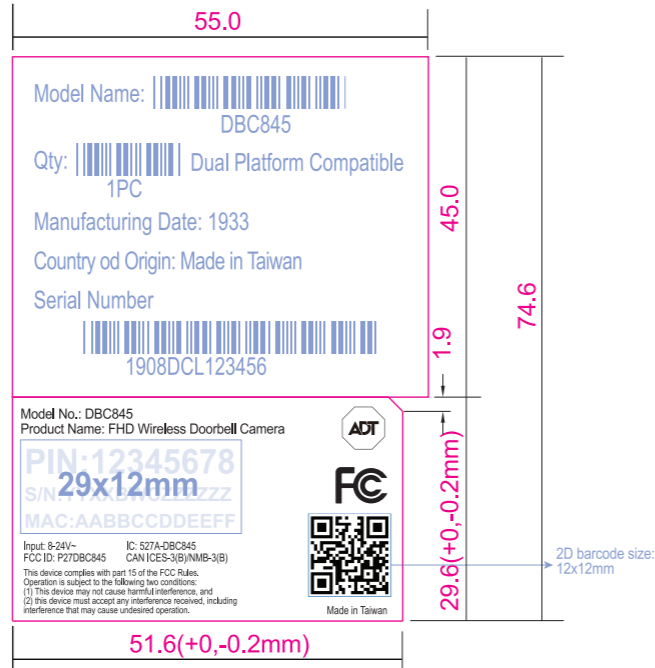 55.0
Model Name:
DBC845
Qty: Dual Platform Compatible
1PC
Manufacturing Date: 1933
Country od Origin: Made in Taiwan
Serial Number
1908DCL123456
45.0
74.6
1.9
Model No.: DBC845
Product Name: FHD Wireless Doorbell Camera
ADT
PIN:12345678
29x12mm
S/N:
MAC:AABBCCDDEEFF
FC
Input: 8-24V~ IC: 527A-DBC845
FCC ID: P27DBC845 CAN ICES-3(B)/NMB-3(B)
This device complies with part 15 of the FCC Rules.
Operation is subject to the following two conditions:
(1) This device may not cause harmful interference, and
(2) this device must accept any interference received, including
interference that may cause undesired operation.
Made in Taiwan
29.6(+0,-0.2mm)
2D barcode size:
12x12mm
51.6(+0,-0.2mm)